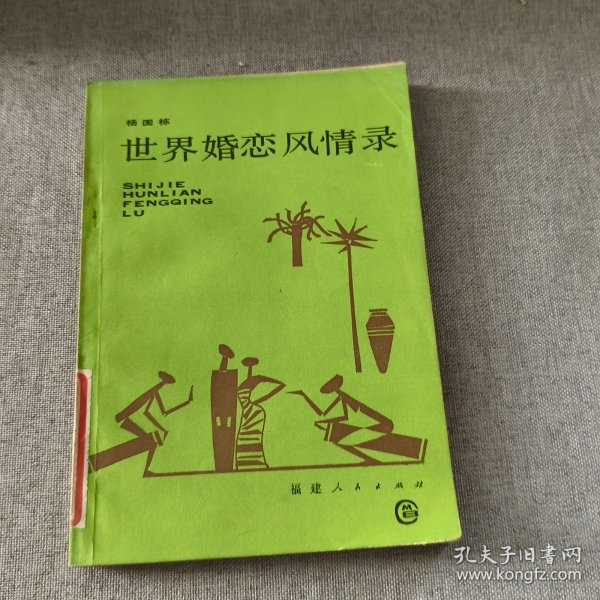 杨国栋
世界婚恋风情录
SHIJIE
HUNLIAN
FENGQING
LU
福建人民出版社
孔夫子旧书网
www.kongfz.com